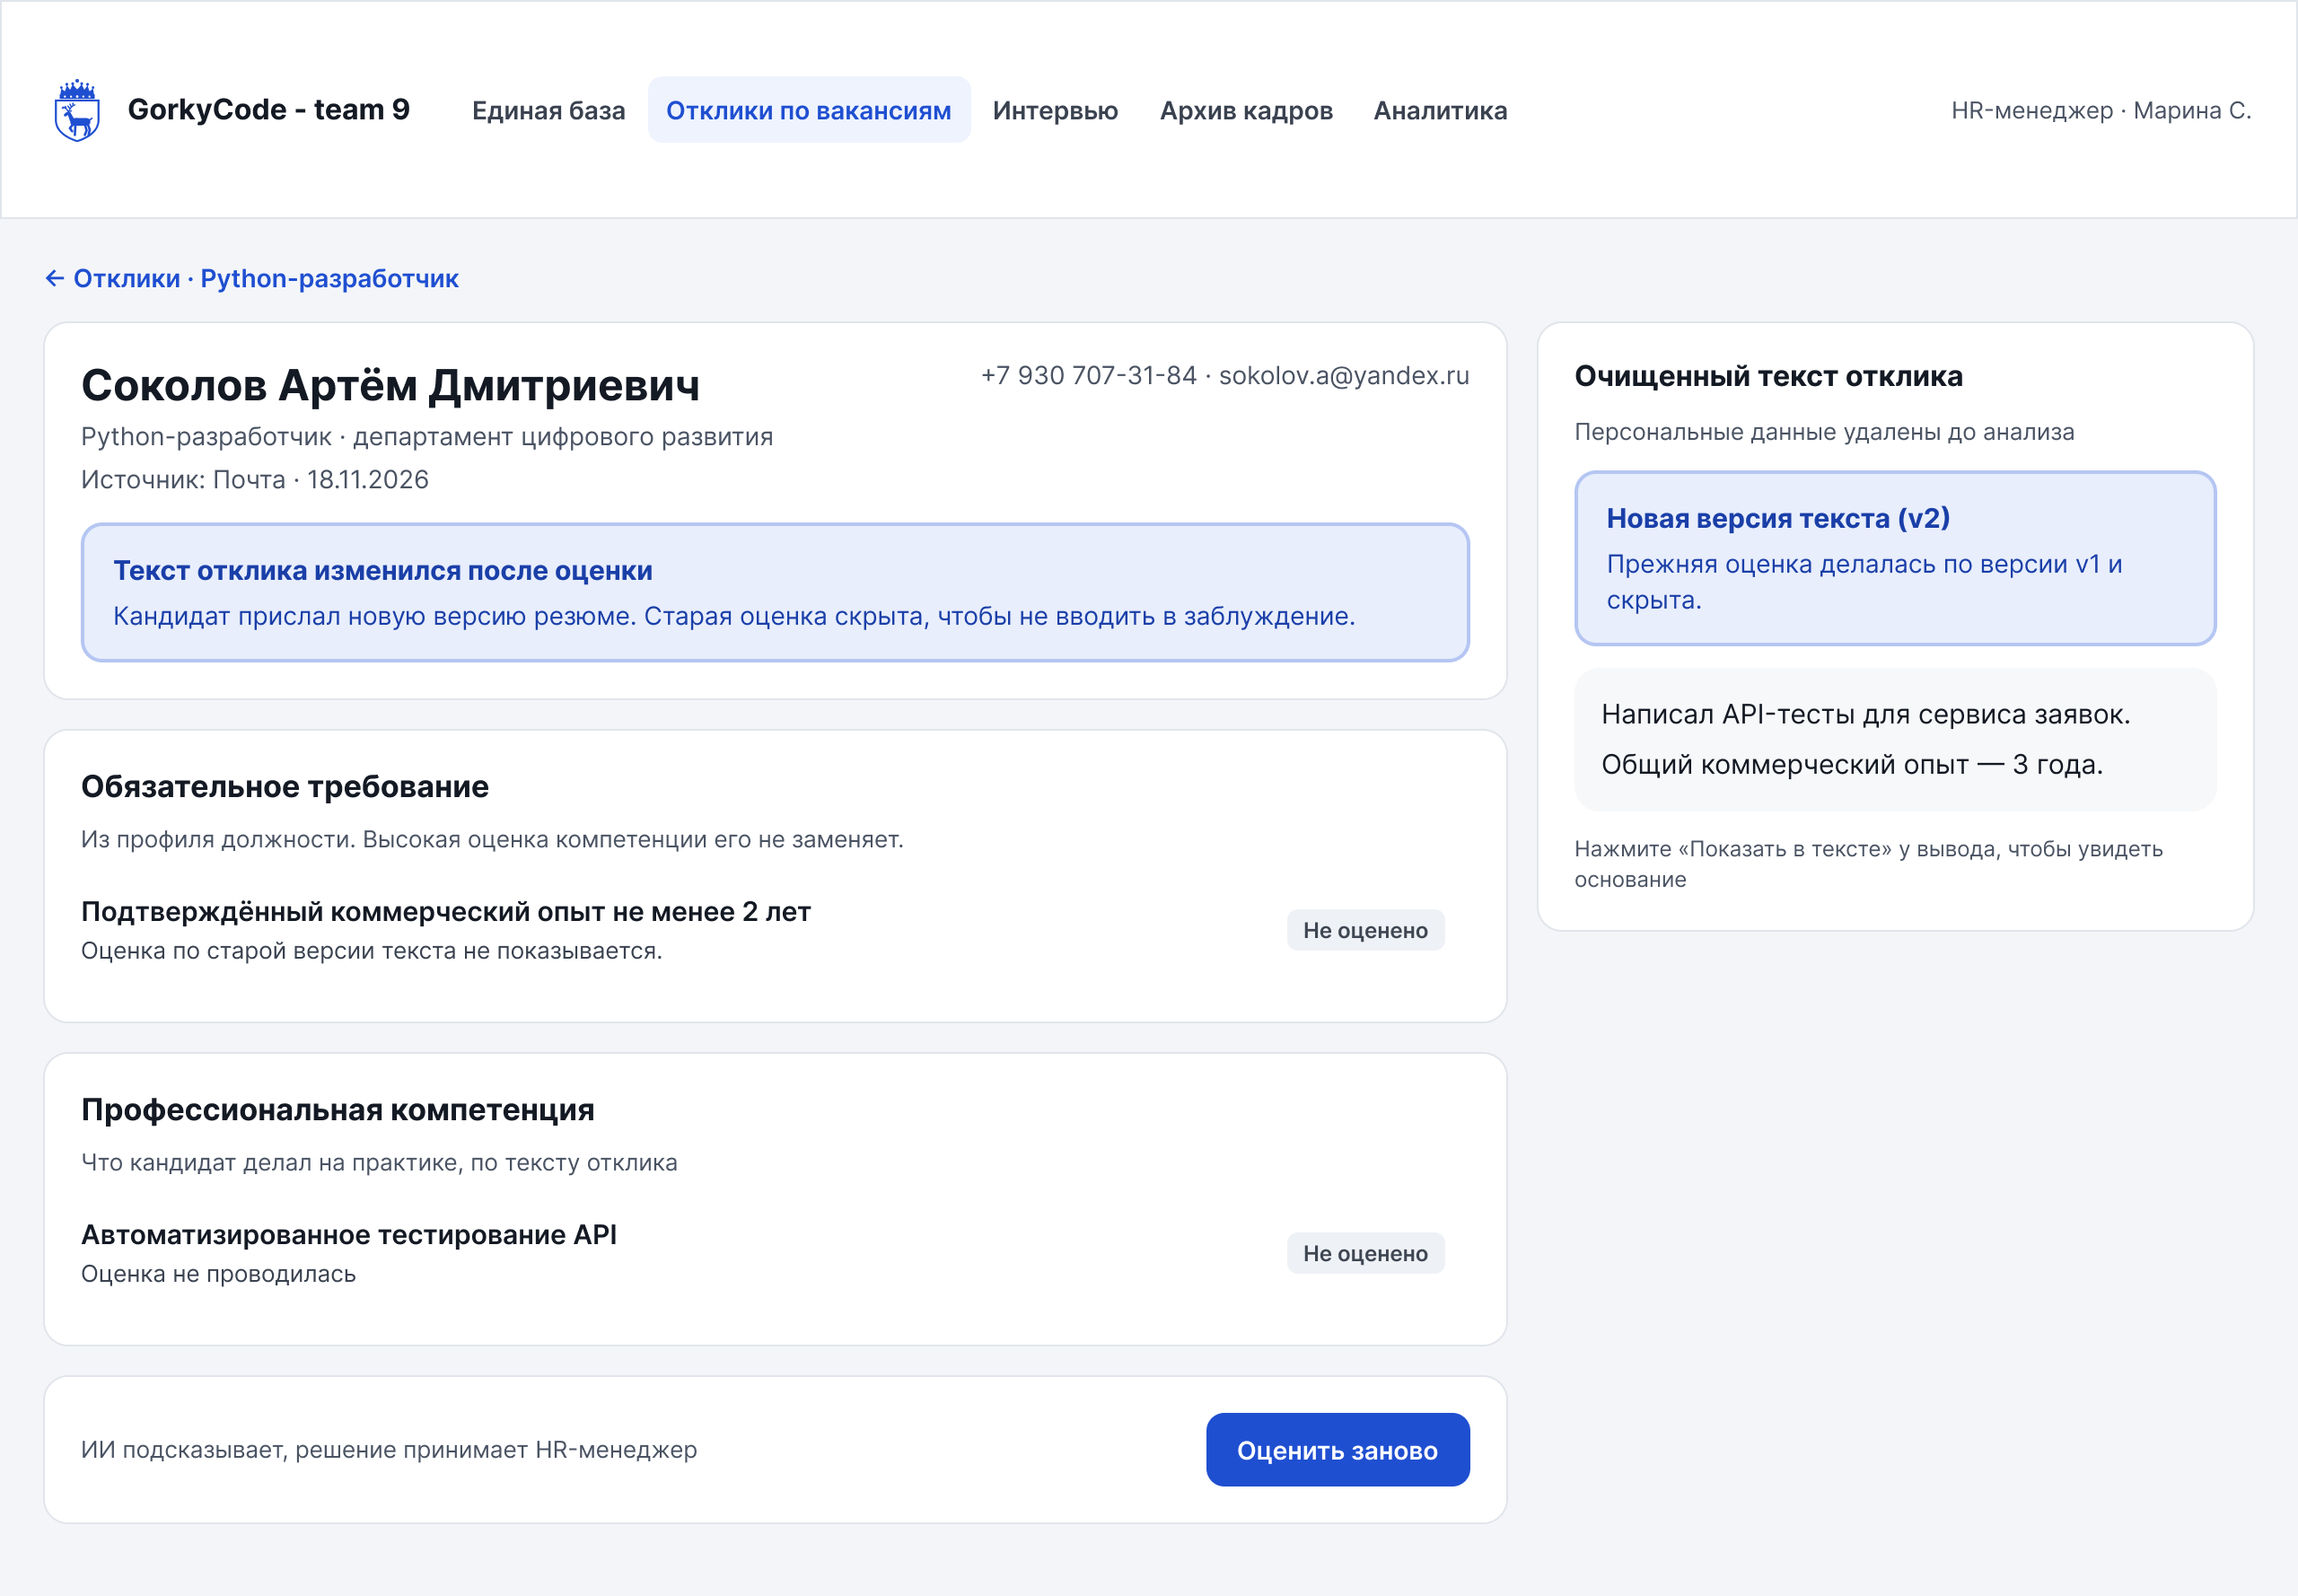 GorkyCode - team 9
Единая база
Отклики по вакансиям
Интервью
Архив кадров
Аналитика
HR-менеджер · Марина С.
← Отклики · Python-разработчик
Соколов Артём Дмитриевич
+7 930 707-31-84 · sokolov.a@yandex.ru
Python-разработчик · департамент цифрового развития
Источник: Почта · 18.11.2026
Текст отклика изменился после оценки
Кандидат прислал новую версию резюме. Старая оценка скрыта, чтобы не вводить в заблуждение.
Обязательное требование
Из профиля должности. Высокая оценка компетенции его не заменяет.
Подтверждённый коммерческий опыт не менее 2 лет
Оценка по старой версии текста не показывается.
Не оценено
Профессиональная компетенция
Что кандидат делал на практике, по тексту отклика
Автоматизированное тестирование API
Оценка не проводилась
Не оценено
ИИ подсказывает, решение принимает HR-менеджер
Оценить заново
Очищенный текст отклика
Персональные данные удалены до анализа
Новая версия текста (v2)
Прежняя оценка делалась по версии v1 и
скрыта.
Написал API-тесты для сервиса заявок.
Общий коммерческий опыт — 3 года.
Нажмите «Показать в тексте» у вывода, чтобы увидеть
основание